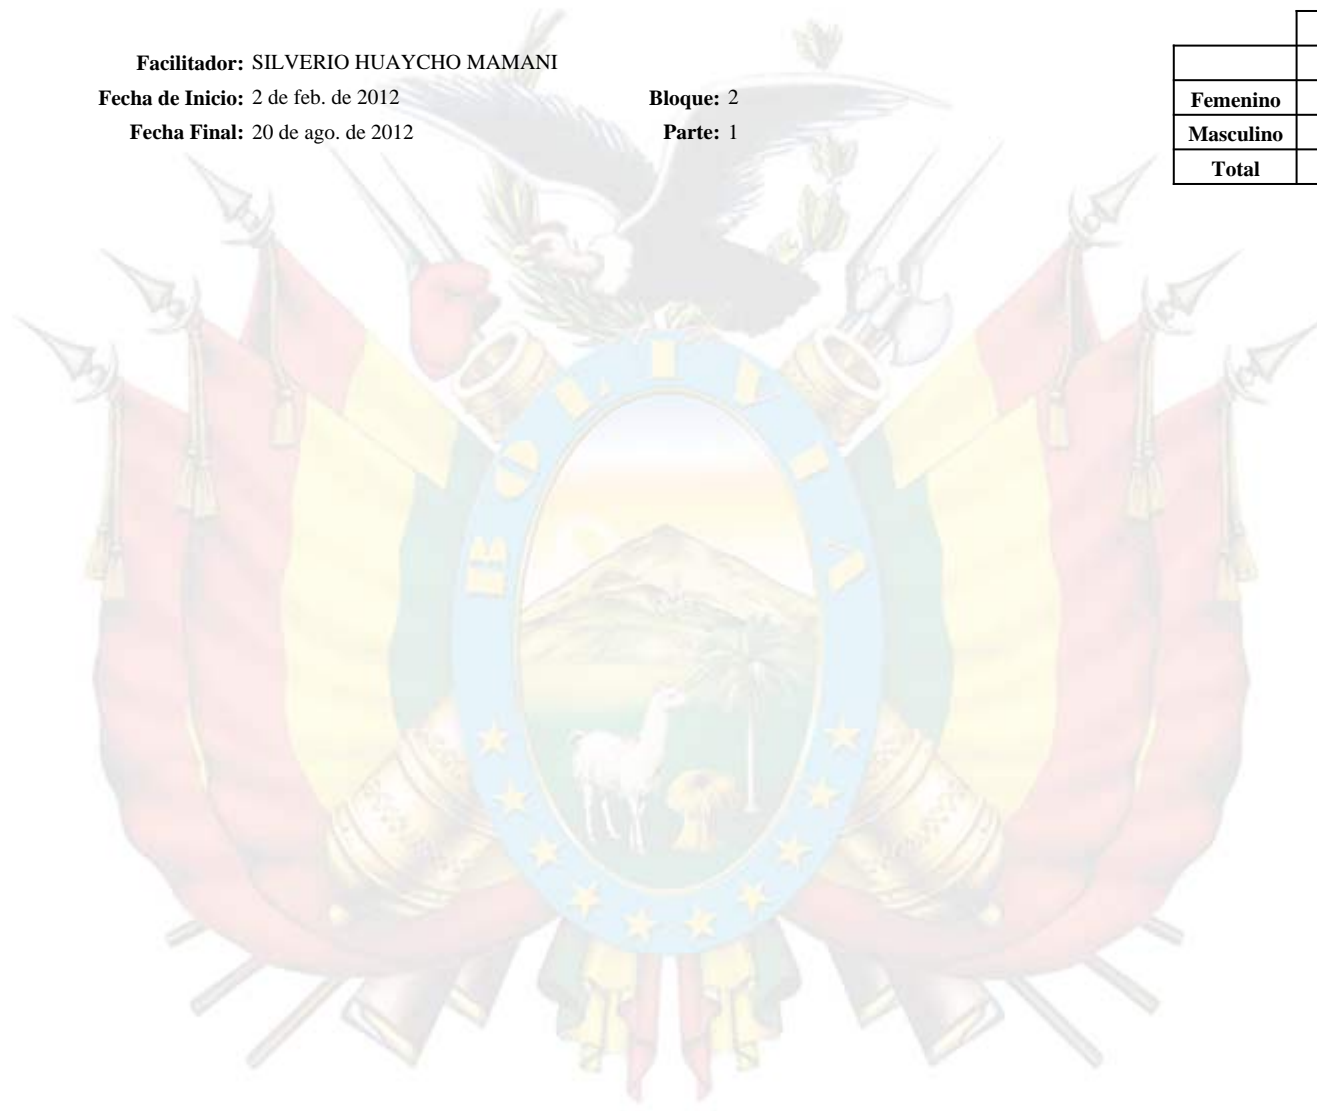 Facilitador: SILVERIO HUAYCHO MAMANI
Fecha de Inicio: 2 de feb. de 2012 Bloque: 2
Fecha Final: 20 de ago. de 2012 Parte: 1
Femenino
Masculino
Total
BOLIVIA